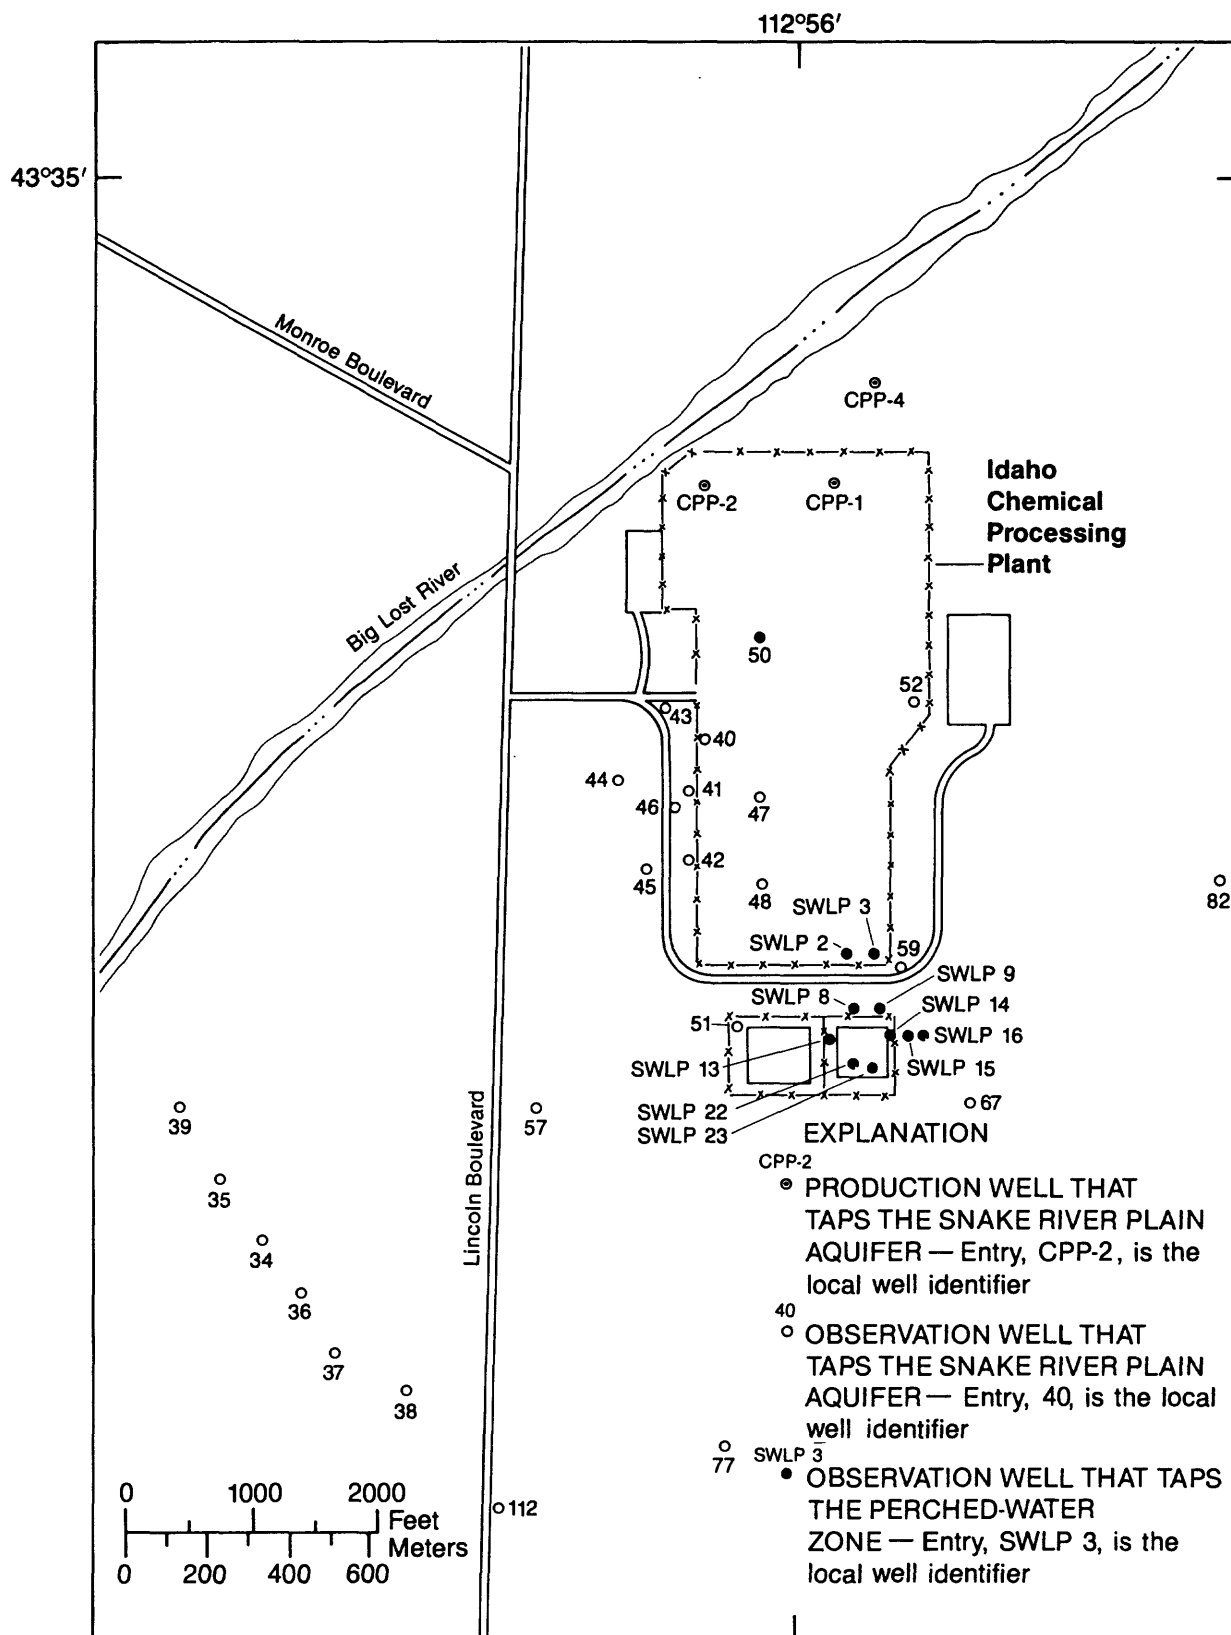 112°56′
43°35′
Monroe Boulevard
CPP-4
Idaho
Chemical
Processing
Plant
CPP-2
CPP-1
Big Lost River
50
52
43
40
44
41
46
47
42
45
48
82
SWLP 3
SWLP 2
59
SWLP 9
SWLP 8
SWLP 14
51
SWLP 16
SWLP 13
SWLP 15
SWLP 22
SWLP 23
67
39
57
35
34
36
37
38
Lincoln Boulevard
77
112
EXPLANATION
CPP-2
PRODUCTION WELL THAT
TAPS THE SNAKE RIVER PLAIN
AQUIFER — Entry, CPP-2, is the
local well identifier
40
OBSERVATION WELL THAT
TAPS THE SNAKE RIVER PLAIN
AQUIFER — Entry, 40, is the local
well identifier
SWLP 3
OBSERVATION WELL THAT TAPS
THE PERCHED-WATER
ZONE — Entry, SWLP 3, is the
local well identifier
0 1000 2000
Feet
Meters
0 200 400 600